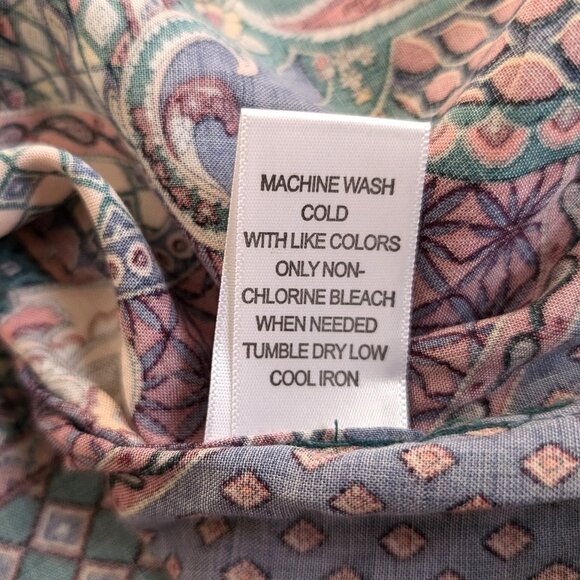 MACHINE WASH
COLD
WITH LIKE COLORS
ONLY NON-
CHLORINE BLEACH
WHEN NEEDED
TUMBLE DRY LOW
COOL IRON